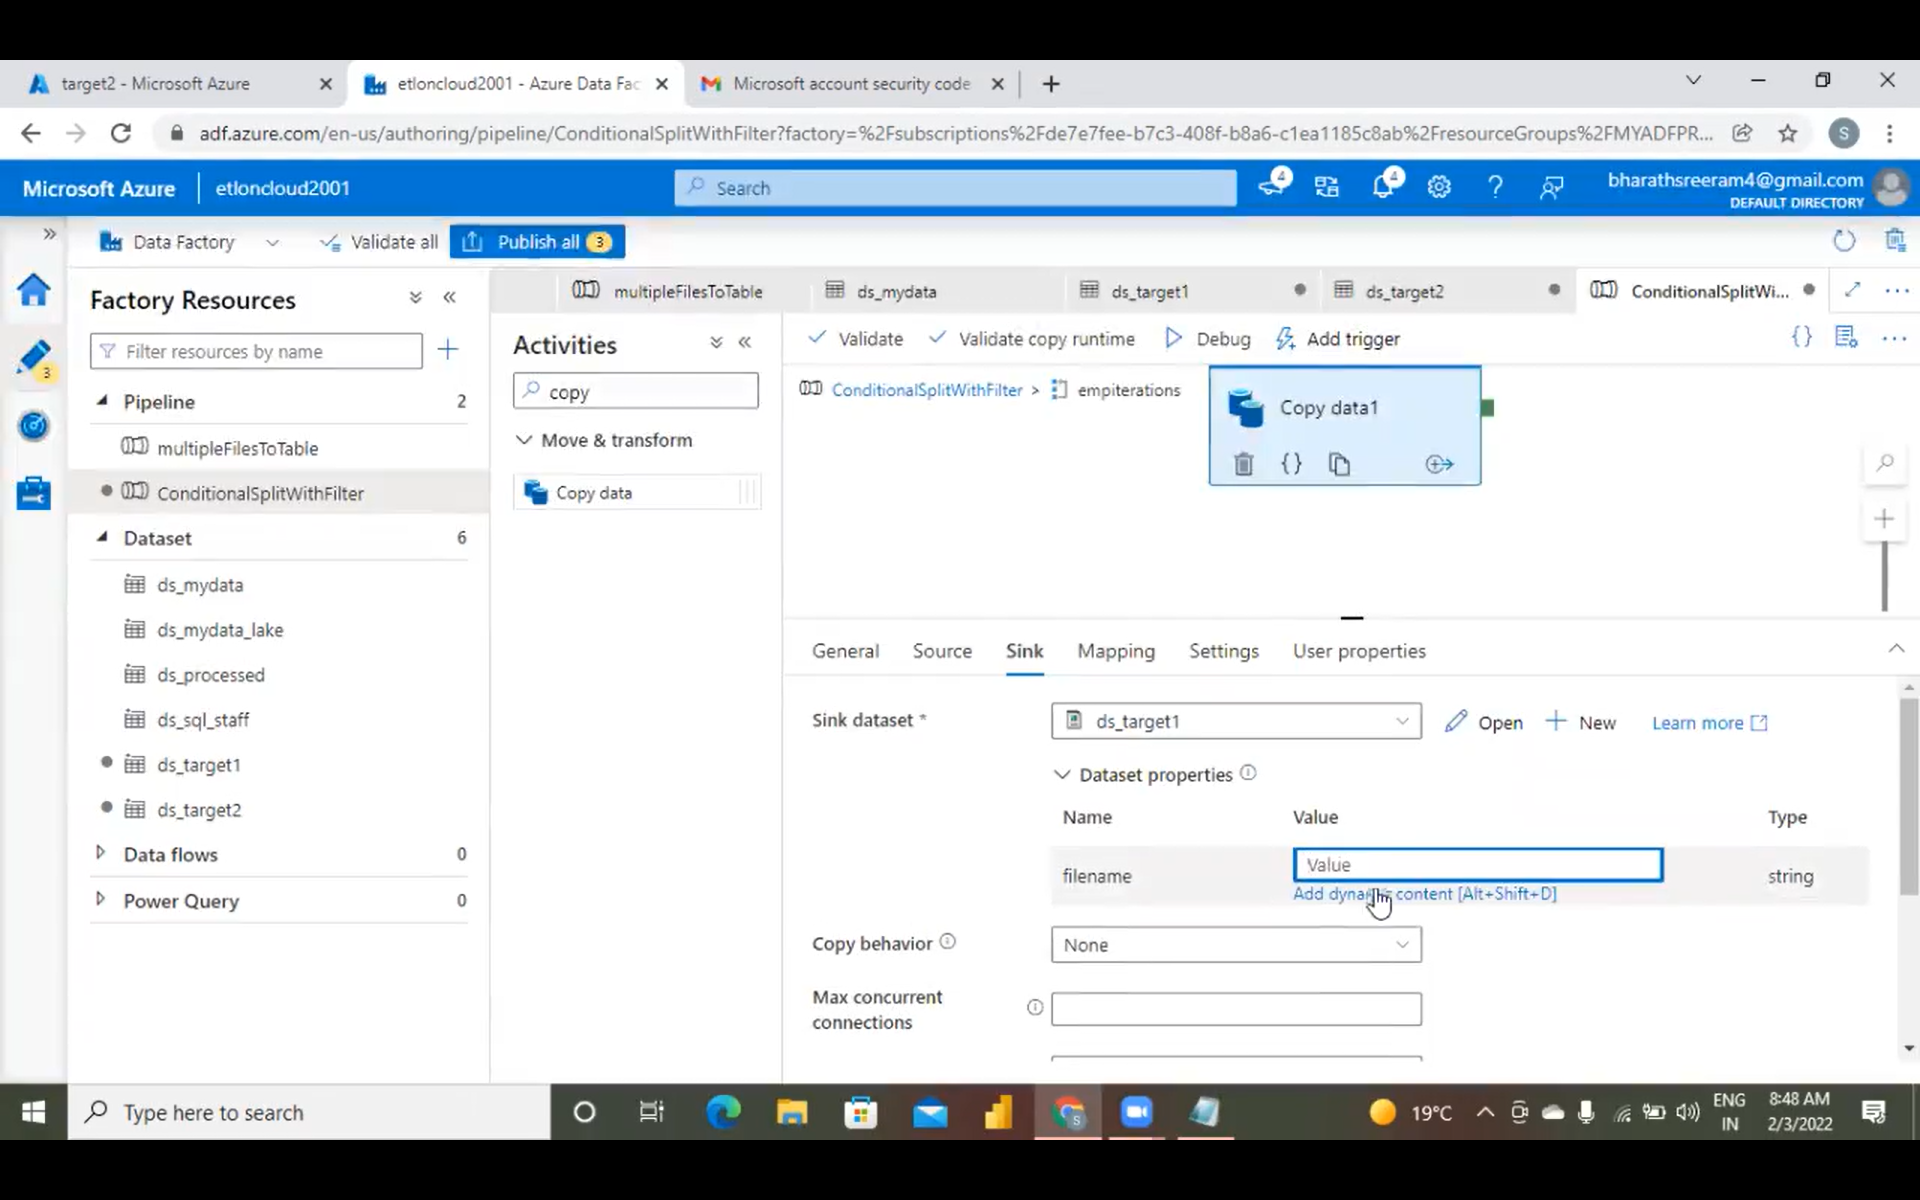 target2 - Microsoft Azure
etloncloud2001 - Azure Data Fac
Microsoft account security code
adf.azure.com/en-us/authoring/pipeline/ConditionalSplitWithFilter?factory=%2Fsubscriptions%2Fde7e7fee-b7c3-408f-b8a6-c1ea1185c8ab%2FresourceGroups%2FMYADFPR...
S
Microsoft Azure
etloncloud2001
Search
4
4
bharathsreeram4@gmail.com
DEFAULT DIRECTORY
Data Factory
Validate all
Publish all 3
Factory Resources
Filter resources by name
3
Pipeline 2
multipleFilesToTable
ConditionalSplitWithFilter
Dataset 6
ds_mydata
ds_mydata_lake
ds_processed
ds_sql_staff
ds_target1
ds_target2
Data flows 0
Power Query 0
multipleFilesToTable
ds_mydata
ds_target1
ds_target2
ConditionalSplitWi...
Activities
copy
Move & transform
Copy data
Validate
Validate copy runtime
Debug
Add trigger
ConditionalSplitWithFilter > empiterations
Copy data1
General
Source
Sink
Mapping
Settings
User properties
Sink dataset *
ds_target1
Open
New
Learn more
Dataset properties
Name Value Type
filename Value string
Add dynamic content [Alt+Shift+D]
Copy behavior
None
Max concurrent
connections
Type here to search
19°C
ENG
IN
8:48 AM
2/3/2022